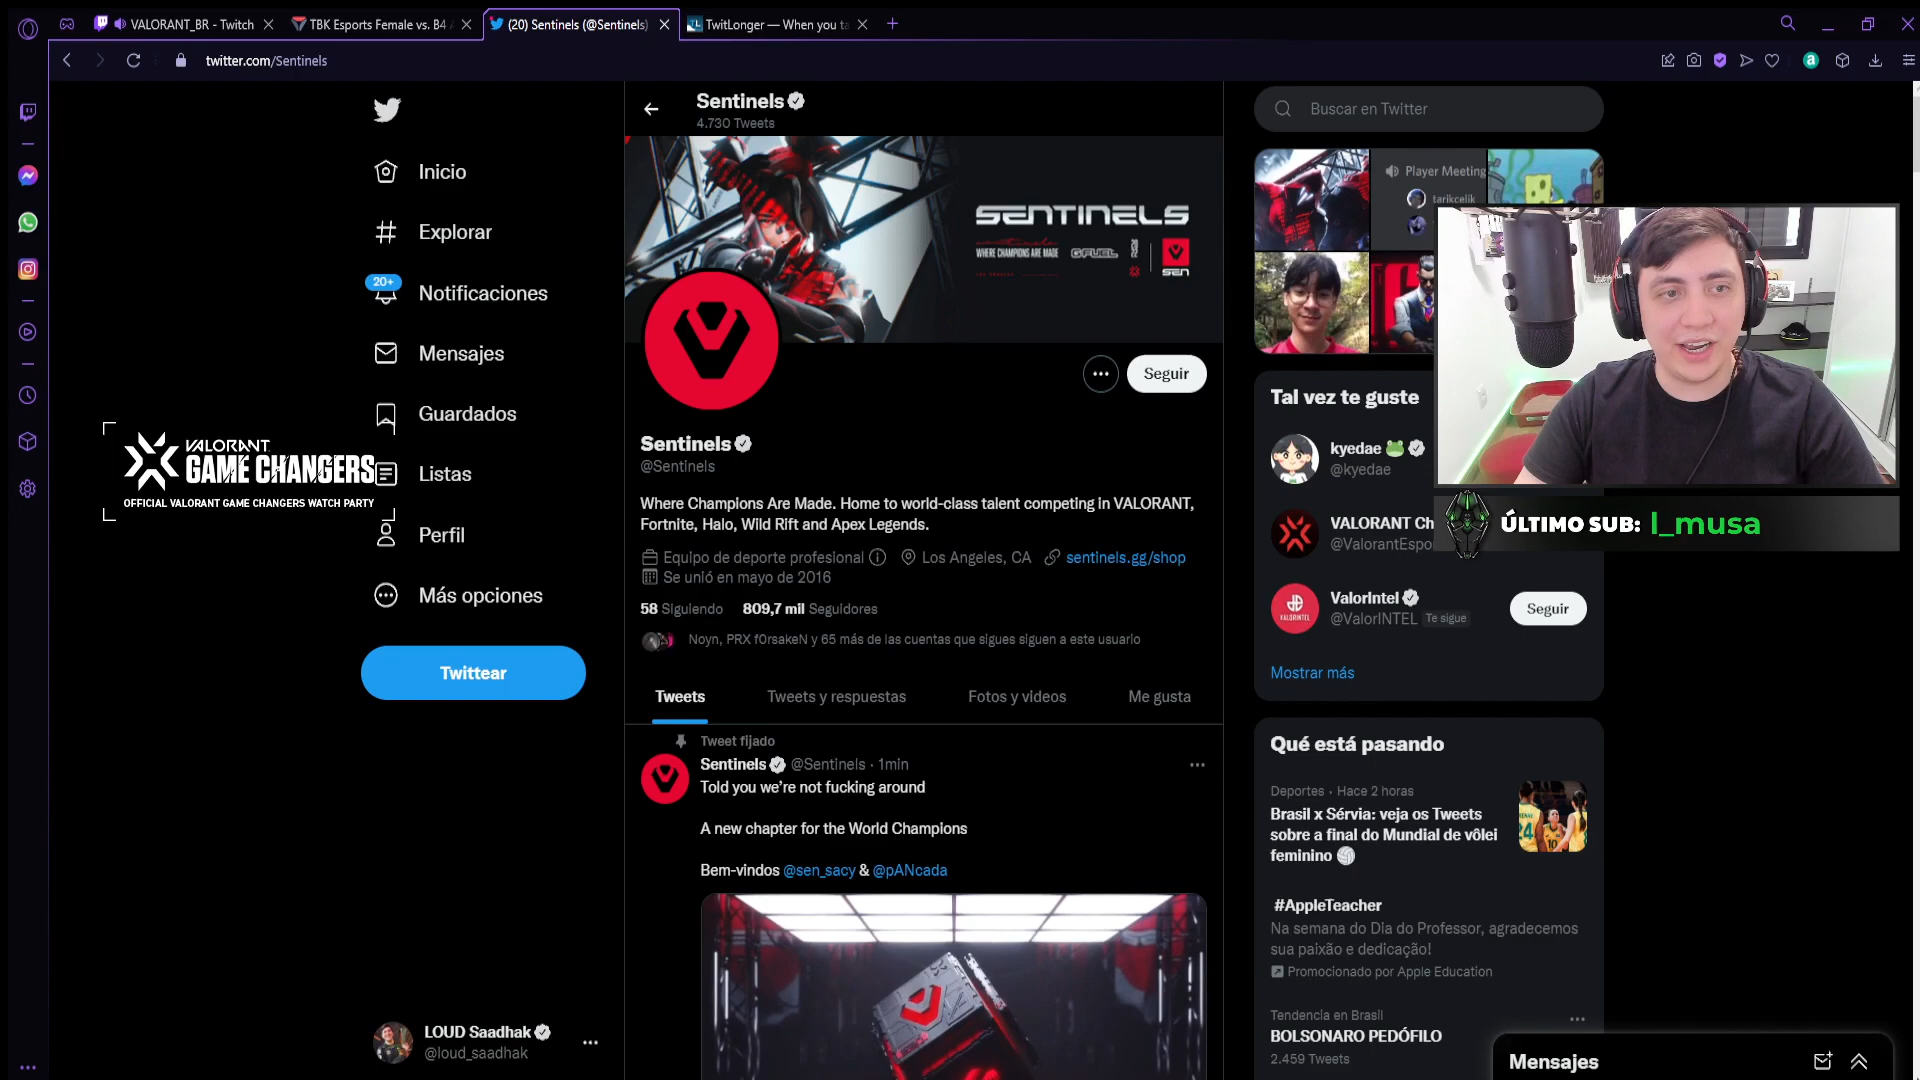 VALORANT_BR - Twitch
TBK Esports Female vs. B4
(20) Sentinels (@Sentinels)
TwitLonger — When you ta
twitter.com/Sentinels
Inicio
Explorar
20+
Notificaciones
Mensajes
Guardados
Listas
Perfil
Más opciones
Twittear
VALORANT
GAME CHANGERS
OFFICIAL VALORANT GAME CHANGERS WATCH PARTY
LOUD Saadhak
@loud_saadhak
Sentinels
4.730 Tweets
SENTINELS
WHERE CHAMPIONS ARE MADE
GFUEL
SEN
Seguir
Sentinels
@Sentinels
Where Champions Are Made. Home to world-class talent competing in VALORANT,
Fortnite, Halo, Wild Rift and Apex Legends.
Equipo de deporte profesional
Los Angeles, CA
sentinels.gg/shop
Se unió en mayo de 2016
58 Siguiendo 809,7 mil Seguidores
Noyn, PRX f0rsakeN y 65 más de las cuentas que sigues siguen a este usuario
Tweets
Tweets y respuestas
Fotos y videos
Me gusta
Tweet fijado
Sentinels @Sentinels · 1min
Told you we're not fucking around
A new chapter for the World Champions
Bem-vindos @sen_sacy & @pANcada
Buscar en Twitter
Player Meeting
tarikcelik
Tal vez te guste
kyedae
@kyedae
VALORANT Ch
@ValorantEspo
ÚLTIMO SUB: l_musa
ValorIntel
@ValorINTEL Te sigue
VALORINTEL
Seguir
Mostrar más
Qué está pasando
Deportes · Hace 2 horas
Brasil x Sérvia: veja os Tweets
sobre a final do Mundial de vôlei
feminino
#AppleTeacher
Na semana do Dia do Professor, agradecemos
sua paixão e dedicação!
Promocionado por Apple Education
Tendencia en Brasil
BOLSONARO PEDÓFILO
2.459 Tweets
Mensajes